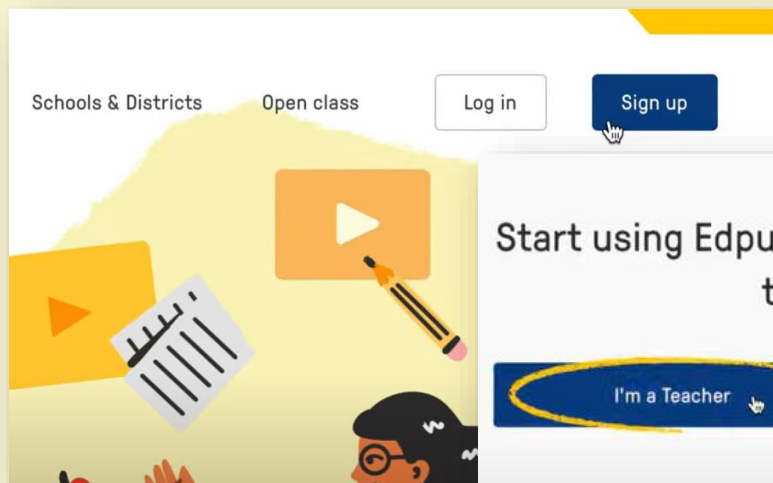 Schools & Districts
Open class
Log in
Sign up
Start using Edpu
t
I'm a Teacher